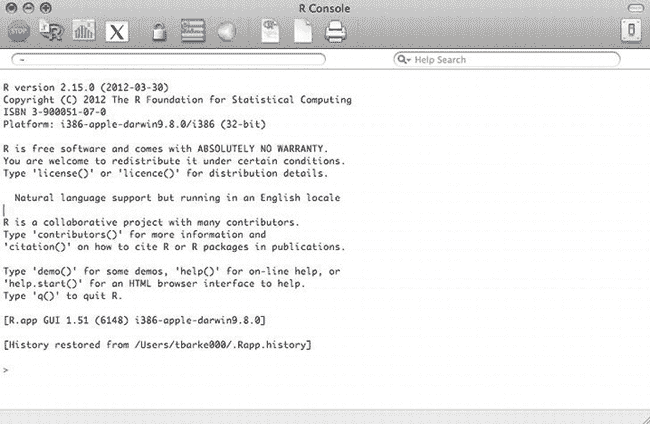 R Console
STOP
R
X
~
Help Search
R version 2.15.0 (2012-03-30)
Copyright (C) 2012 The R Foundation for Statistical Computing
ISBN 3-900051-07-0
Platform: i386-apple-darwin9.8.0/i386 (32-bit)
R is free software and comes with ABSOLUTELY NO WARRANTY.
You are welcome to redistribute it under certain conditions.
Type 'license()' or 'licence()' for distribution details.
Natural language support but running in an English locale
R is a collaborative project with many contributors.
Type 'contributors()' for more information and
'citation()' on how to cite R or R packages in publications.
Type 'demo()' for some demos, 'help()' for on-line help, or
'help.start()' for an HTML browser interface to help.
Type 'q()' to quit R.
[R.app GUI 1.51 (6148) i386-apple-darwin9.8.0]
[History restored from /Users/tbarke000/.Rapp.history]
>